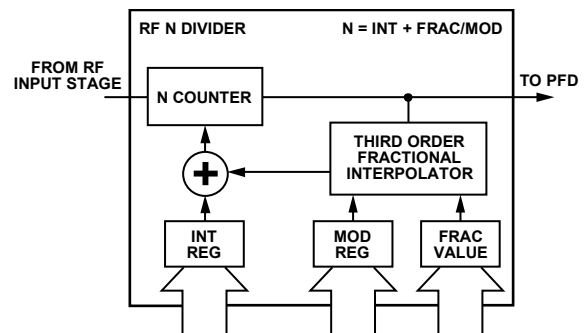 RF N DIVIDER
N = INT + FRAC/MOD
FROM RF
INPUT STAGE
TO PFD
N COUNTER
THIRD ORDER
FRACTIONAL
INTERPOLATOR
+
INT
REG
MOD
REG
FRAC
VALUE